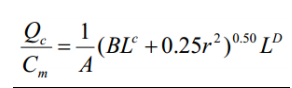 Q_c / C_m = 1/A (BL^c + 0.25r^2)^0.50 L^D